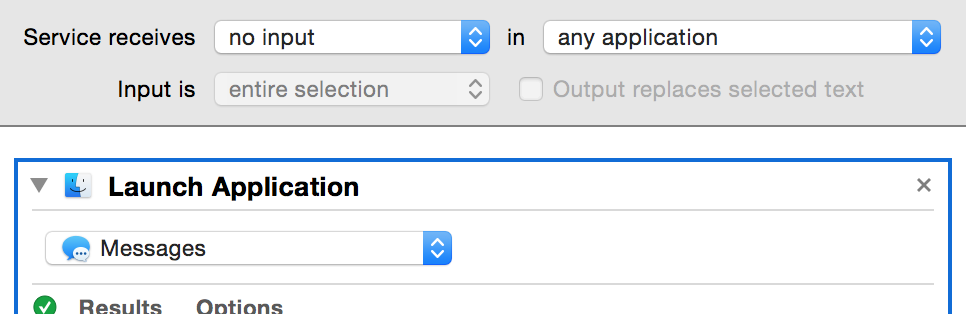 Service receives no input in any application
Input is entire selection Output replaces selected text
Launch Application
Messages
Results Options